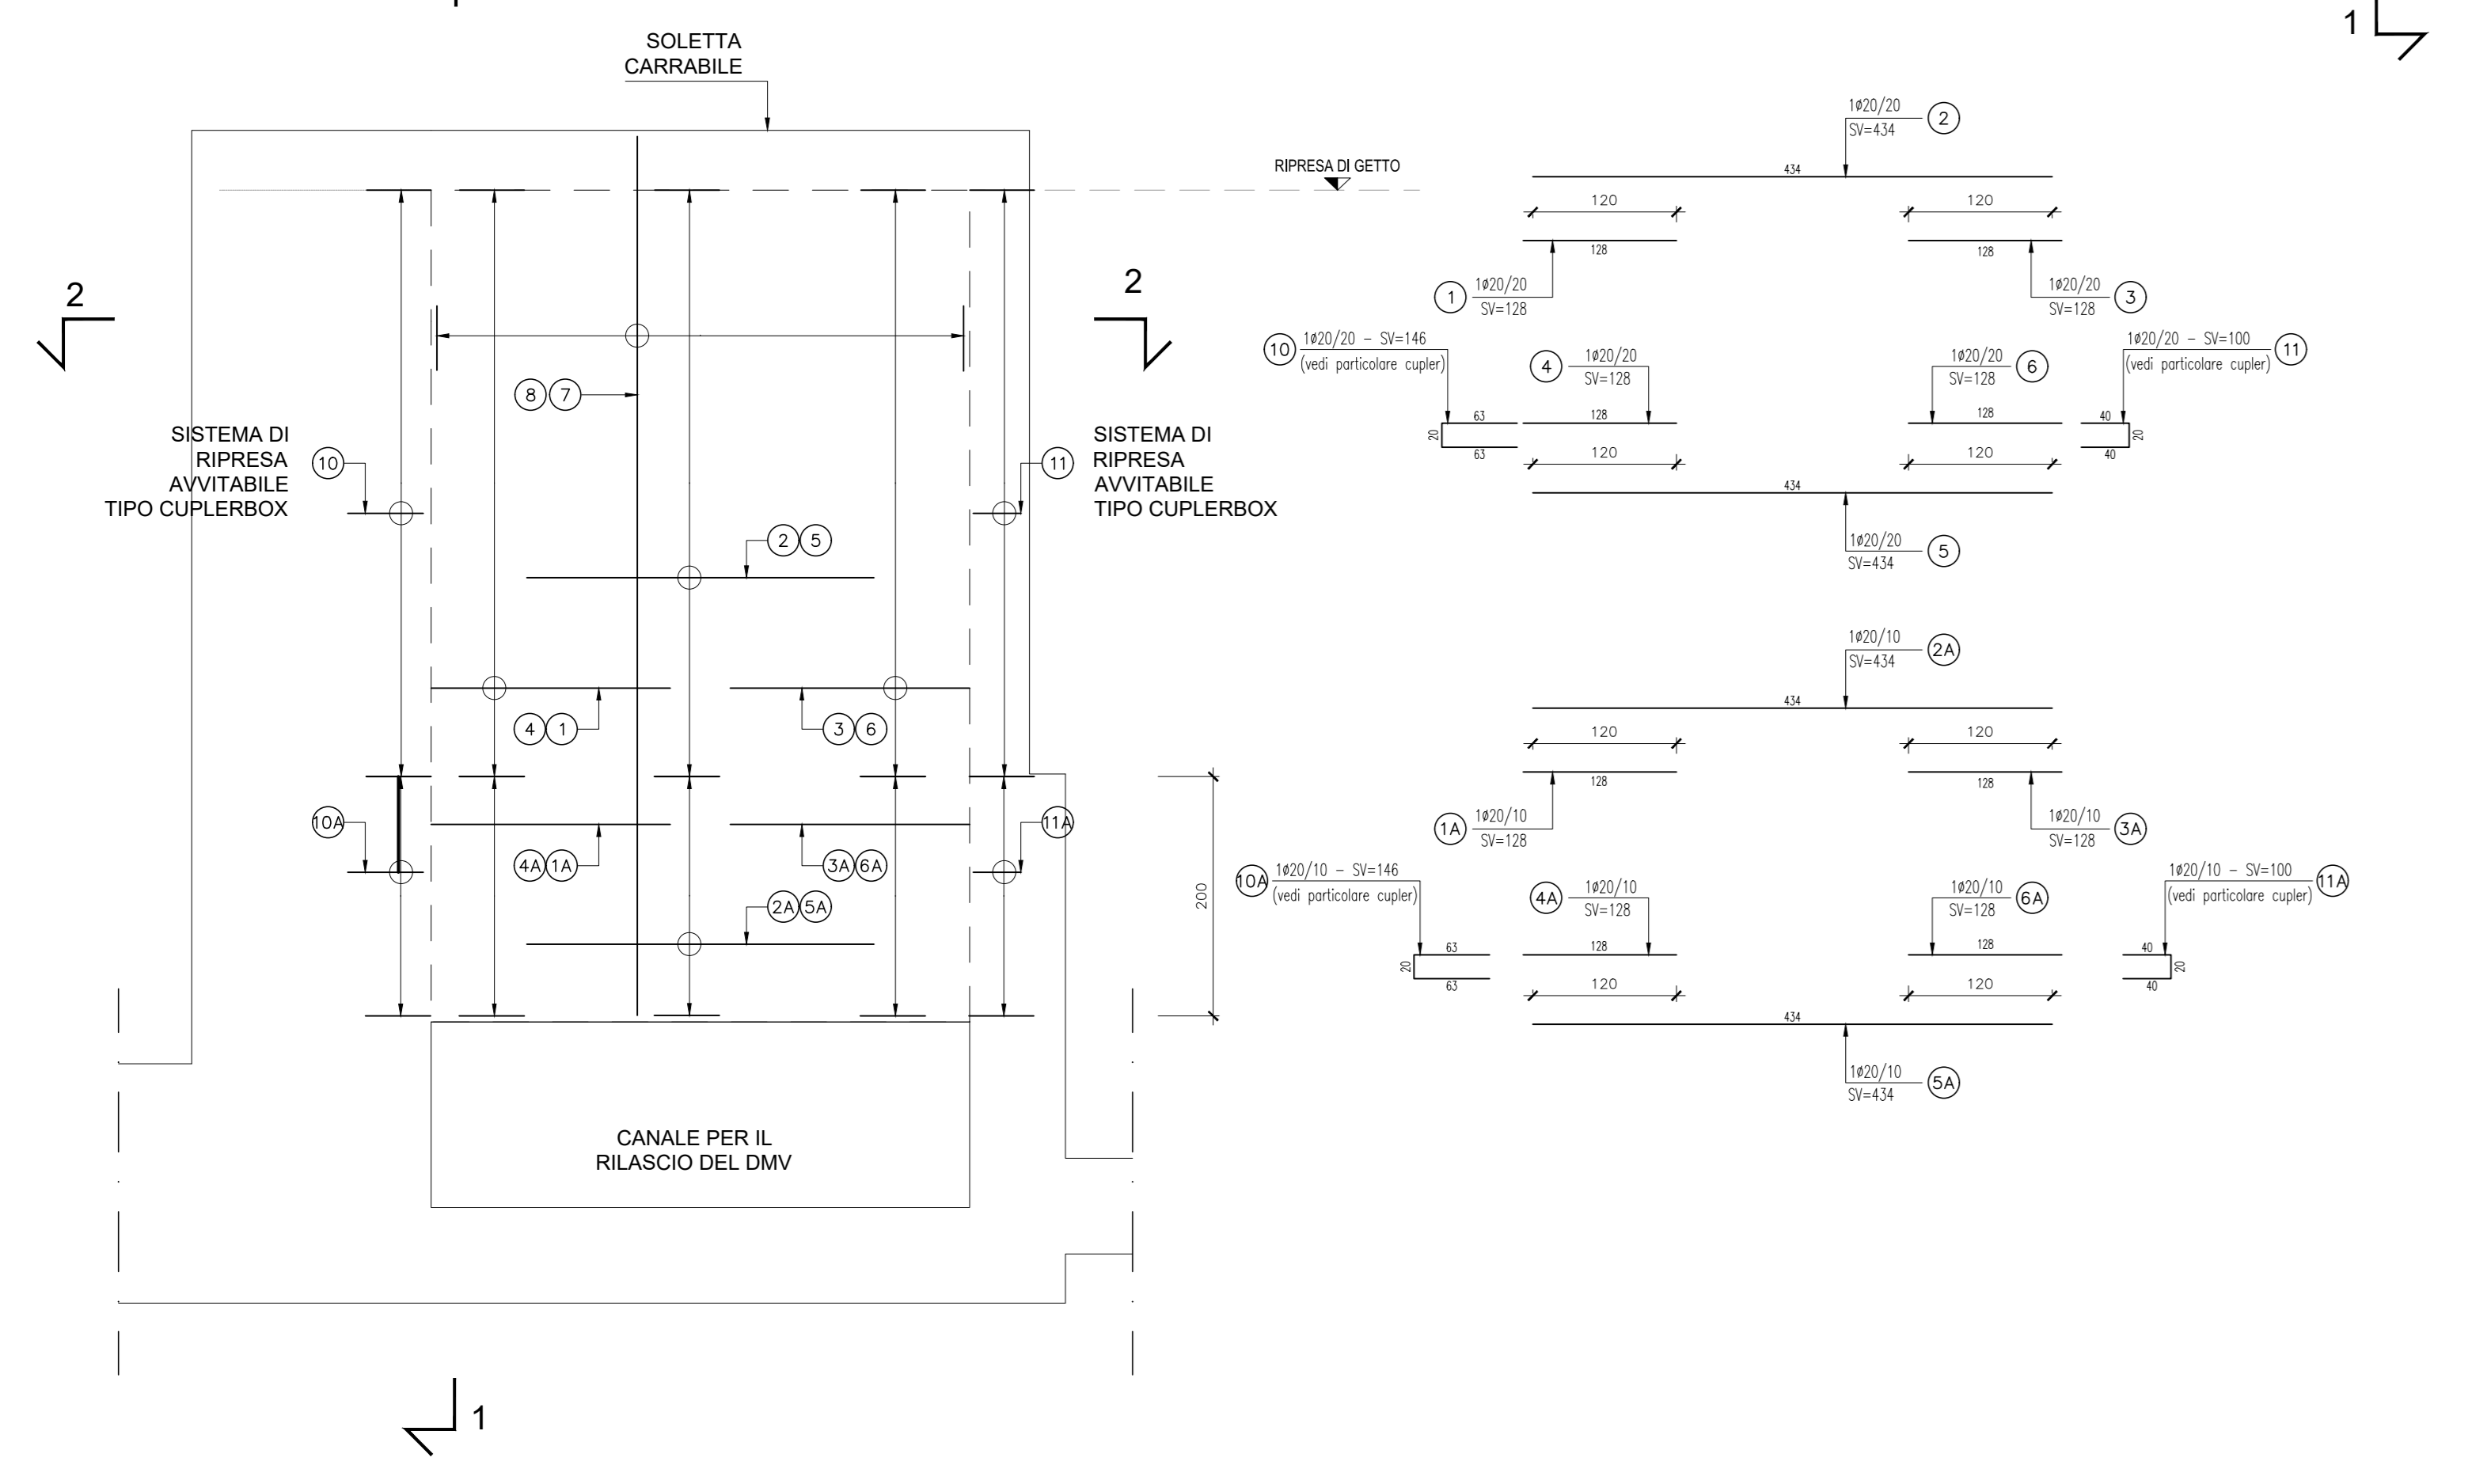 SOLETTA
CARRABILE
1
1ø20/20
SV=434
2
RIPRESA DI GETTO
434
120
120
128
128
1
1ø20/20
SV=128
1ø20/20
SV=128
3
2
2
10
1ø20/20 - SV=146
(vedi particolare cupler)
4
1ø20/20
SV=128
1ø20/20
SV=128
6
1ø20/20 - SV=100
(vedi particolare cupler)
11
8
7
63
20
63
128
120
128
120
40
20
40
434
1ø20/20
SV=434
5
SISTEMA DI
RIPRESA
AVVITABILE
TIPO CUPLERBOX
10
11
SISTEMA DI
RIPRESA
AVVITABILE
TIPO CUPLERBOX
2
5
4
1
3
6
1ø20/10
SV=434
2A
434
120
120
128
128
1A
1ø20/10
SV=128
1ø20/10
SV=128
3A
10A
11A
4A
1A
3A
6A
2A
5A
200
10A
1ø20/10 - SV=146
(vedi particolare cupler)
4A
1ø20/10
SV=128
1ø20/10
SV=128
6A
1ø20/10 - SV=100
(vedi particolare cupler)
11A
63
20
63
128
120
128
120
40
20
40
434
1ø20/10
SV=434
5A
CANALE PER IL
RILASCIO DEL DMV
1